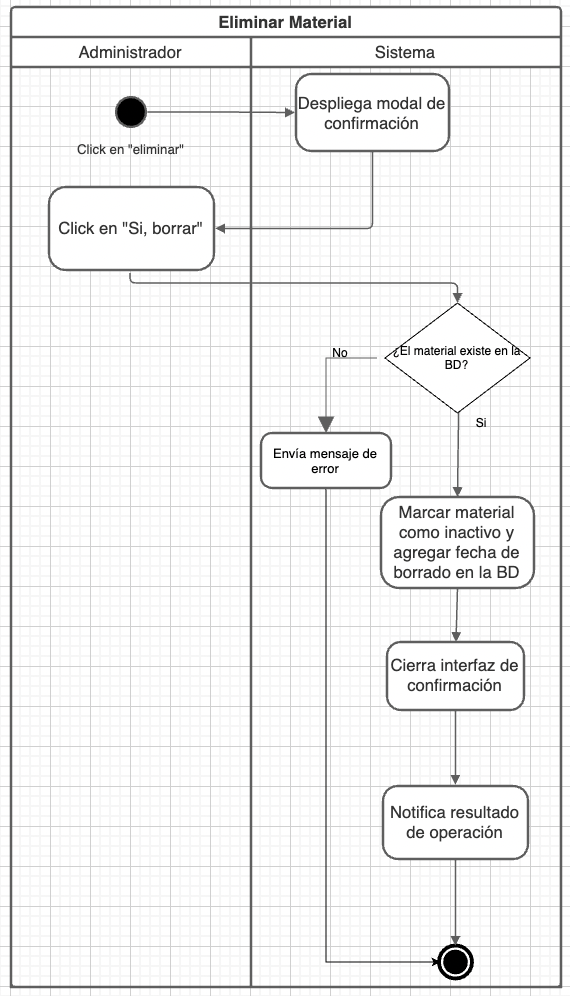 Eliminar Material
Administrador
Sistema
Despliega modal de
confirmación
Click en "eliminar"
Click en "Si, borrar"
¿El material existe en la
BD?
No
Si
Envía mensaje de
error
Marcar material
como inactivo y
agregar fecha de
borrado en la BD
Cierra interfaz de
confirmación
Notifica resultado
de operación